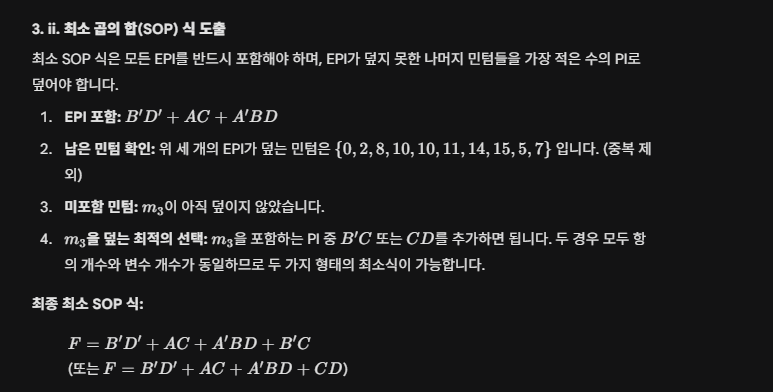 3. ii. 최소 곱의 합(SOP) 식 도출
최소 SOP 식은 모든 EPI를 반드시 포함해야 하며, EPI가 덮지 못한 나머지 민텀들을 가장 적은 수의 PI로
덮어야 합니다.
1. EPI 포함: B′D′ + AC + A′BD
2. 남은 민텀 확인: 위 세 개의 EPI가 덮는 민텀은 {0, 2, 8, 10, 10, 11, 14, 15, 5, 7} 입니다. (중복 제
외)
3. 미포함 민텀: m₃이 아직 덮이지 않았습니다.
4. m₃을 덮는 최적의 선택: m₃을 포함하는 PI 중 B′C 또는 CD를 추가하면 됩니다. 두 경우 모두 항
의 개수와 변수 개수가 동일하므로 두 가지 형태의 최소식이 가능합니다.
최종 최소 SOP 식:
F = B′D′ + AC + A′BD + B′C
(또는 F = B′D′ + AC + A′BD + CD)